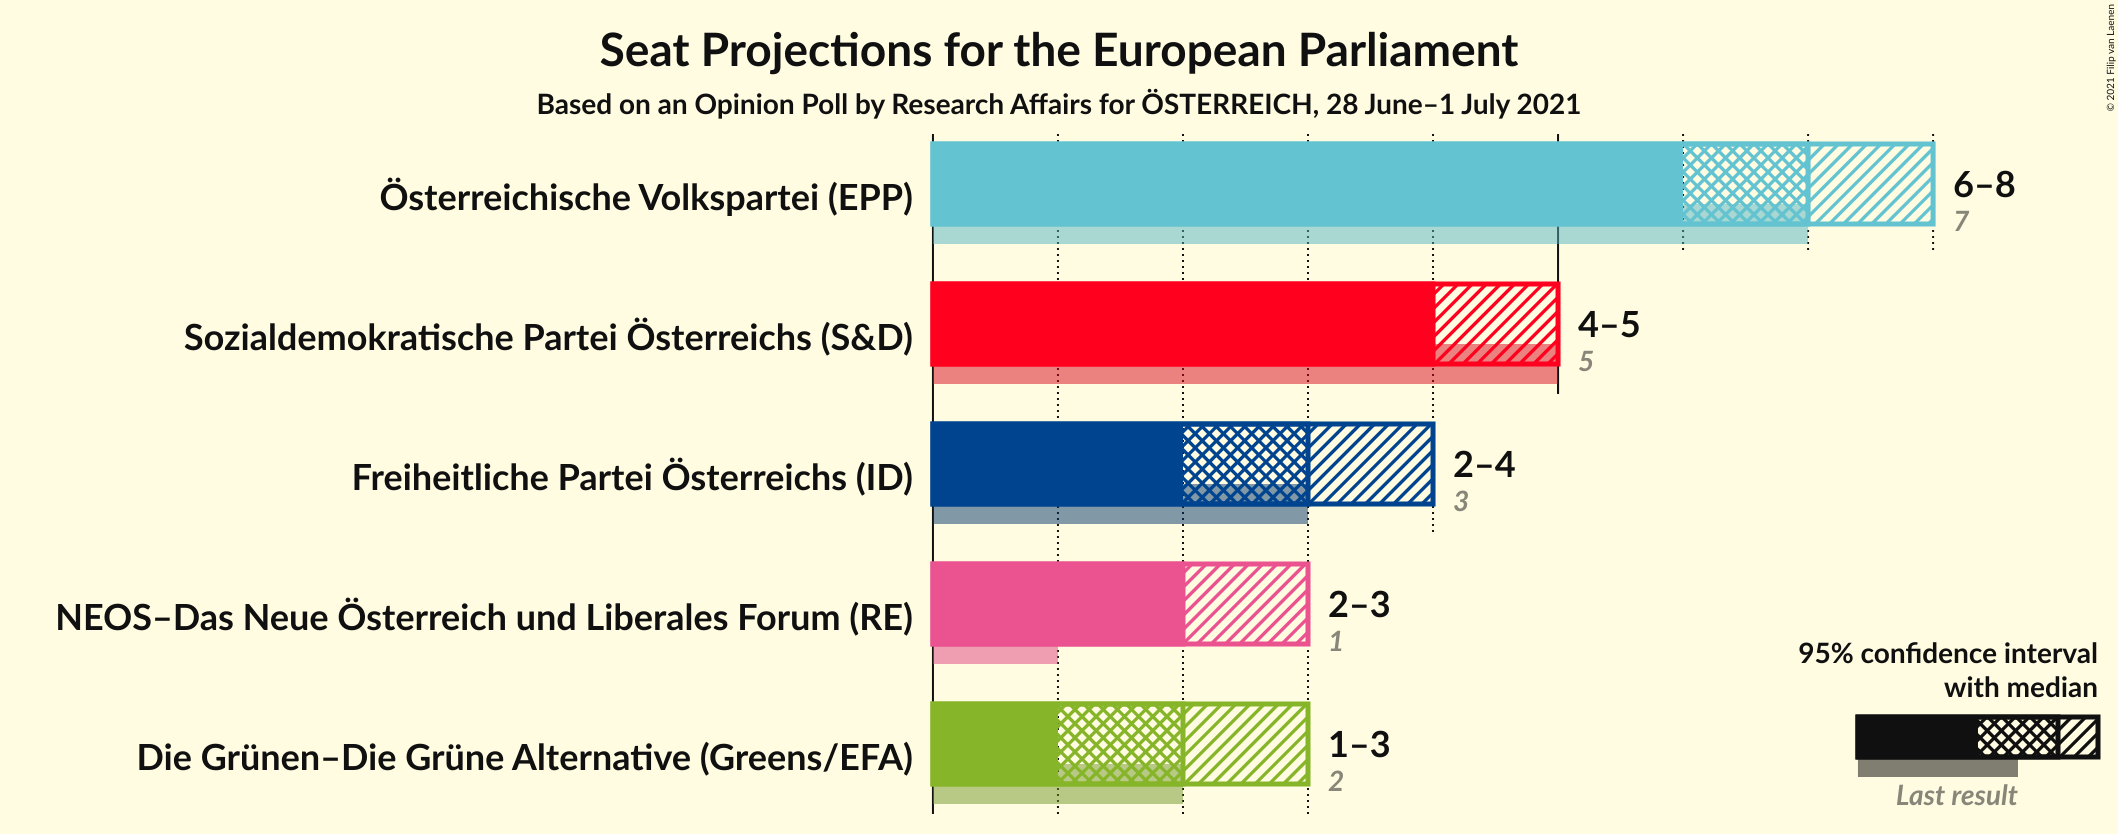 Seat Projections for the European Parliament
Based on an Opinion Poll by Research Affairs for ÖSTERREICH, 28 June–1 July 2021
© 2021 Filip van Laenen
Österreichische Volkspartei (EPP)
6–8
7
Sozialdemokratische Partei Österreichs (S&D)
4–5
5
Freiheitliche Partei Österreichs (ID)
2–4
3
NEOS–Das Neue Österreich und Liberales Forum (RE)
2–3
1
Die Grünen–Die Grüne Alternative (Greens/EFA)
1–3
2
95% confidence interval
with median
Last result